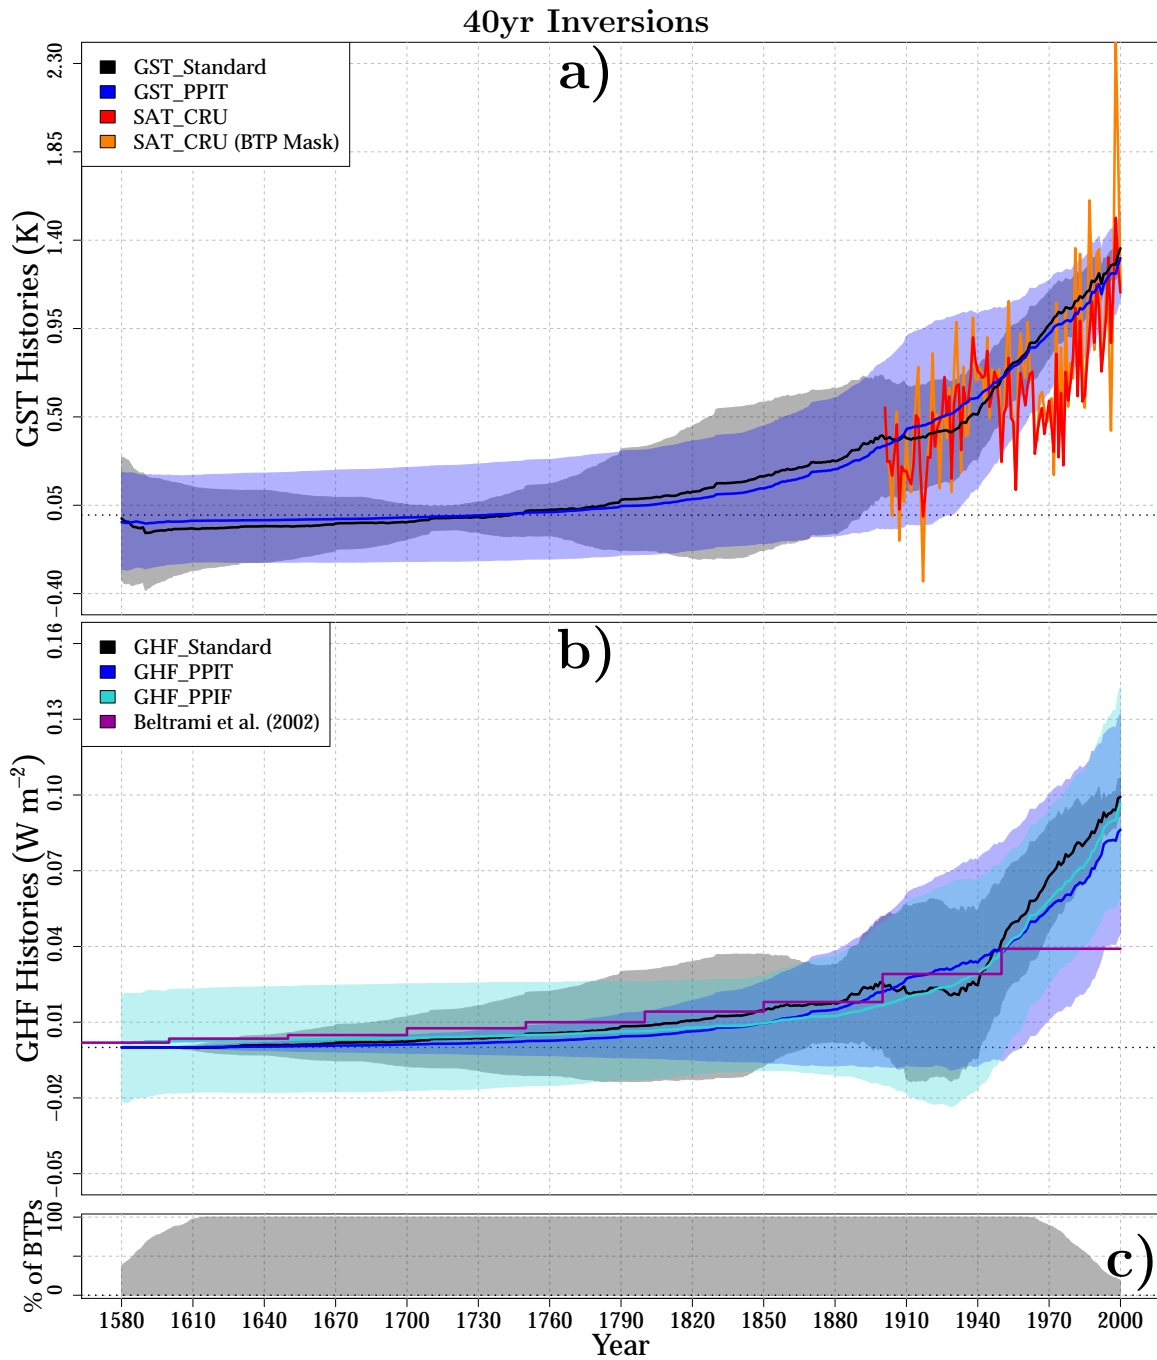 40yr Inversions
a)
GST_Standard
GST_PPIT
SAT_CRU
SAT_CRU (BTP Mask)
GST Histories (K)
2.30
1.85
1.40
0.95
0.50
0.05
−0.40
b)
GHF_Standard
GHF_PPIT
GHF_PPIF
Beltrami et al. (2002)
GHF Histories (W m−2)
0.16
0.13
0.10
0.07
0.04
0.01
−0.02
−0.05
c)
% of BTPs
100
0
1580 1610 1640 1670 1700 1730 1760 1790 1820 1850 1880 1910 1940 1970 2000
Year